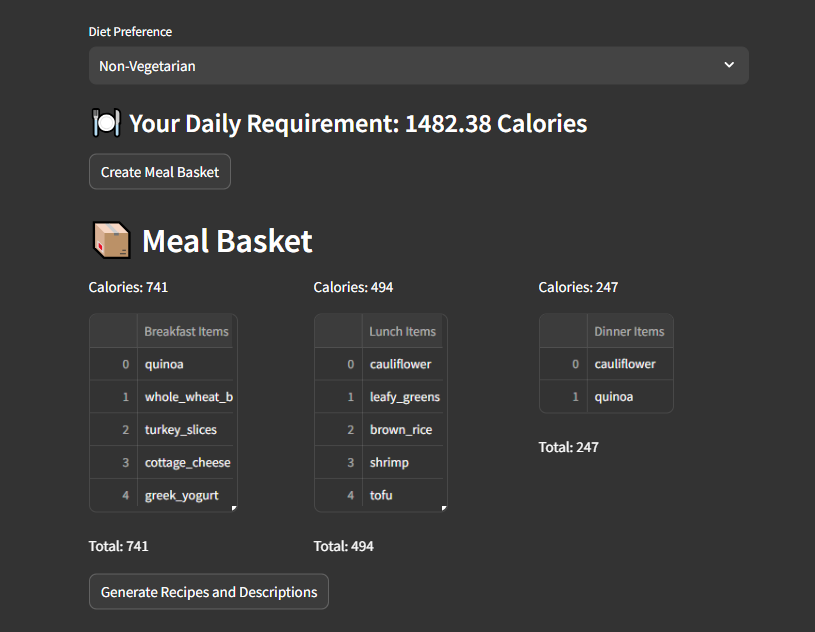 Diet Preference
Non-Vegetarian
Your Daily Requirement: 1482.38 Calories
Create Meal Basket
Meal Basket
Calories: 741
Breakfast Items
0 quinoa
1 whole_wheat_b
2 turkey_slices
3 cottage_cheese
4 greek_yogurt
Total: 741
Calories: 494
Lunch Items
0 cauliflower
1 leafy_greens
2 brown_rice
3 shrimp
4 tofu
Total: 494
Calories: 247
Dinner Items
0 cauliflower
1 quinoa
Total: 247
Generate Recipes and Descriptions